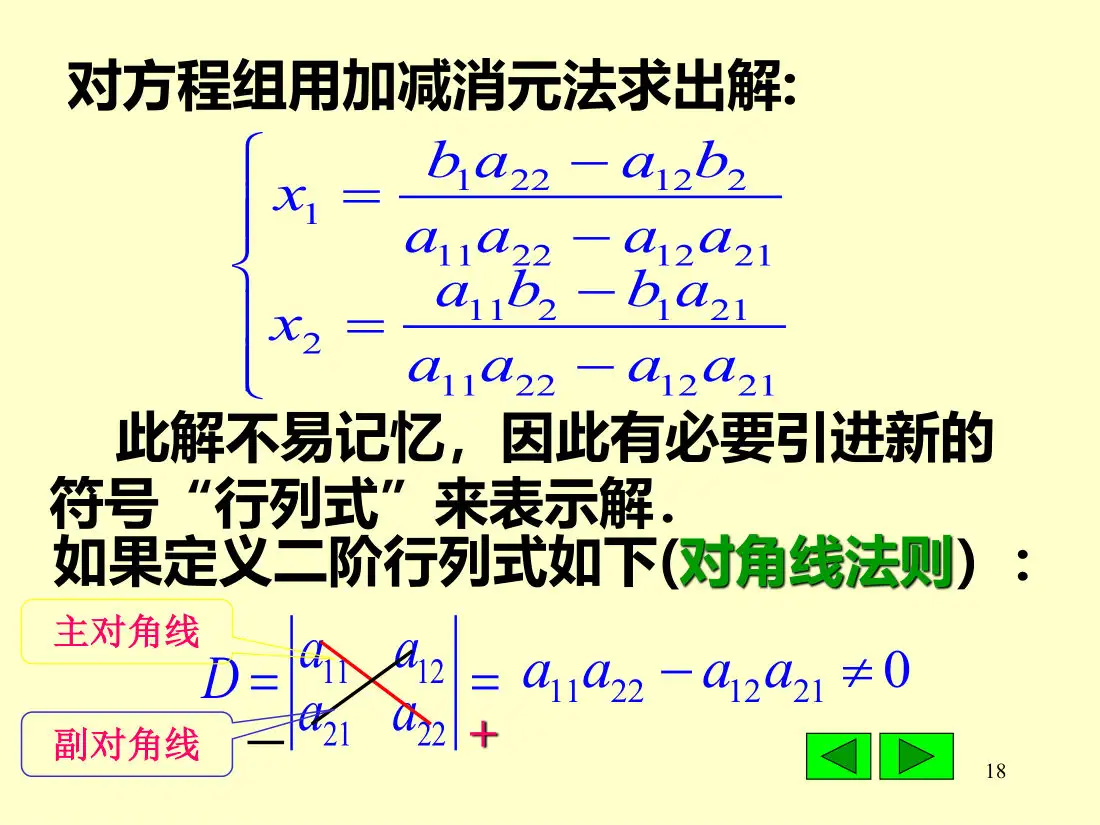 对方程组用加减消元法求出解:
x₁ = (b₁a₂₂ − a₁₂b₂) / (a₁₁a₂₂ − a₁₂a₂₁)
x₂ = (a₁₁b₂ − b₁a₂₁) / (a₁₁a₂₂ − a₁₂a₂₁)
此解不易记忆，因此有必要引进新的
符号“行列式”来表示解．
如果定义二阶行列式如下(对角线法则)：
主对角线
D = | a₁₁ a₁₂ | = a₁₁a₂₂ − a₁₂a₂₁ ≠ 0
| a₂₁ a₂₂ |
副对角线
− +
18